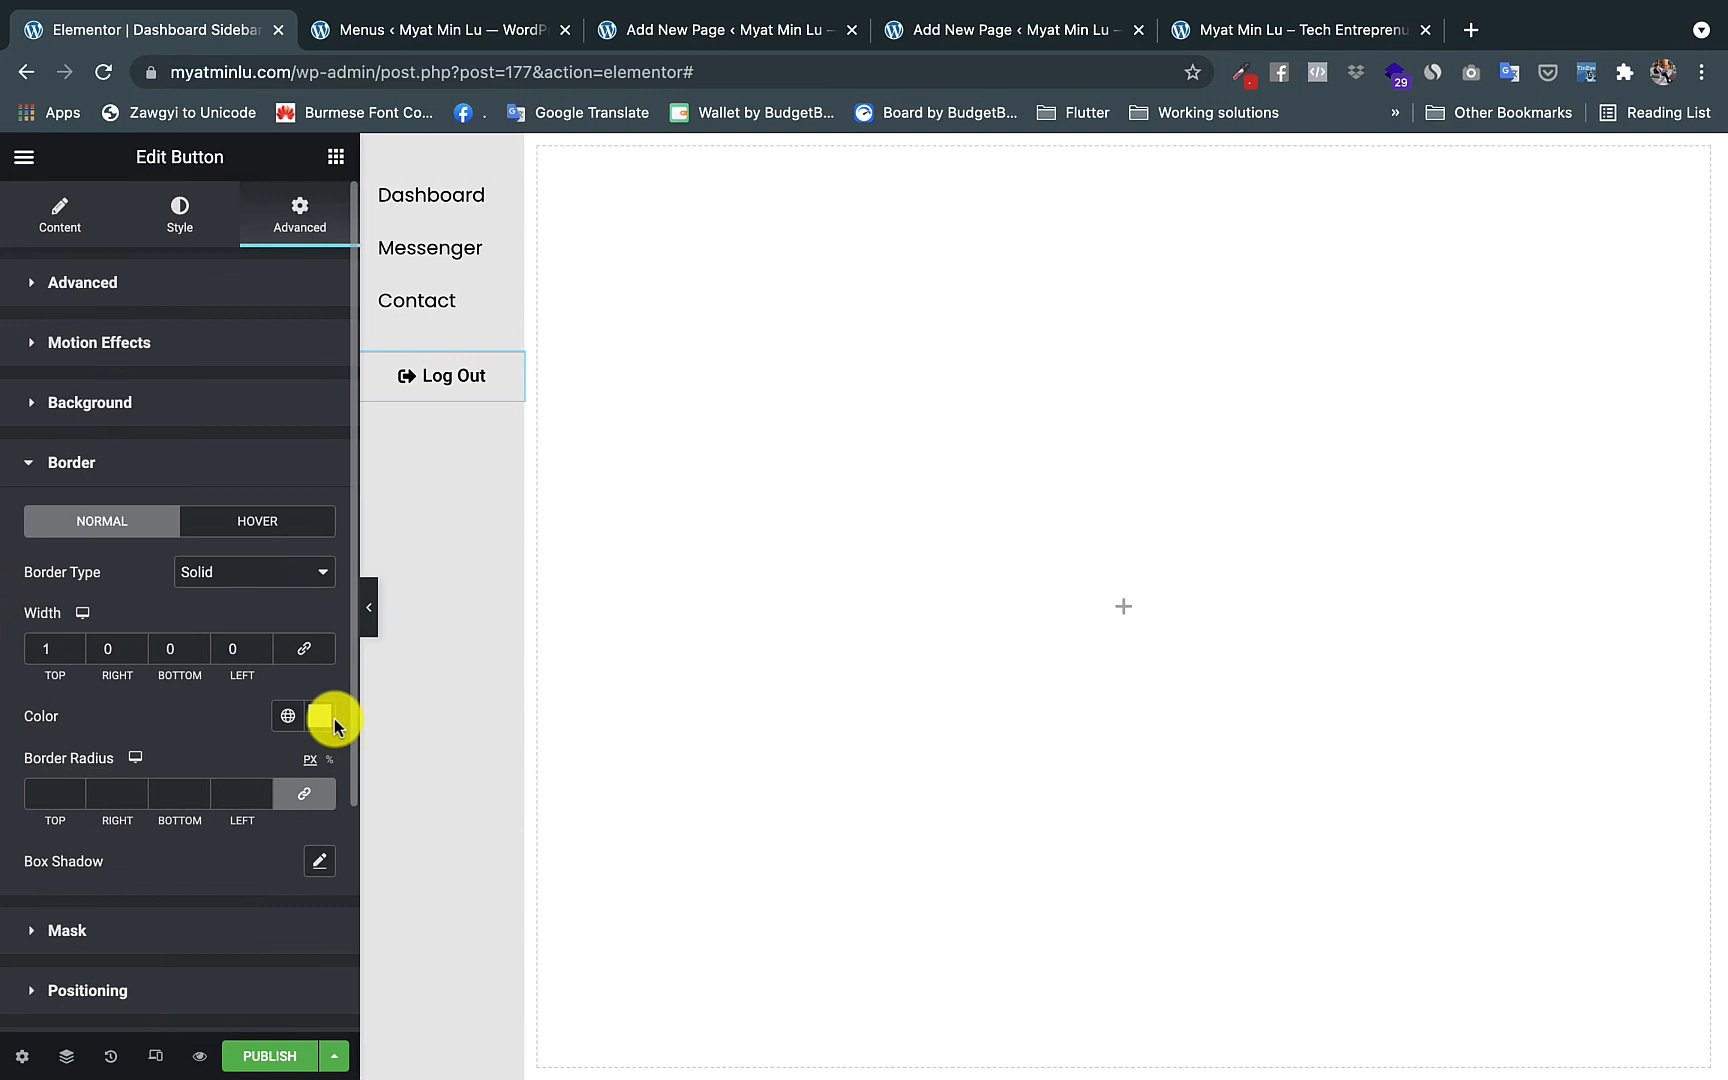 Elementor | Dashboard Sidebar
Menus ‹ Myat Min Lu — WordP
Add New Page ‹ Myat Min Lu –
Add New Page ‹ Myat Min Lu –
Myat Min Lu – Tech Entreprenu
myatminlu.com/wp-admin/post.php?post=177&action=elementor#
29
Apps
Zawgyi to Unicode
Burmese Font Co...
.
Google Translate
Wallet by BudgetB...
Board by BudgetB...
Flutter
Working solutions
»
Other Bookmarks
Reading List
Edit Button
Content
Style
Advanced
Advanced
Motion Effects
Background
Border
NORMAL
HOVER
Border Type
Solid
Width
1
0
0
0
TOP
RIGHT
BOTTOM
LEFT
Color
Border Radius
PX
%
TOP
RIGHT
BOTTOM
LEFT
Box Shadow
Mask
Positioning
PUBLISH
Dashboard
Messenger
Contact
Log Out